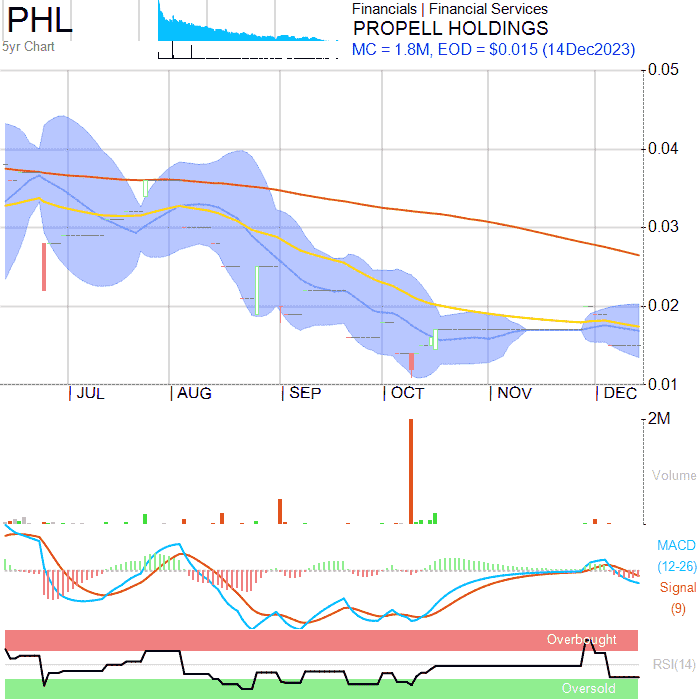 PHL
5yr Chart
Financials | Financial Services
PROPELL HOLDINGS
MC = 1.8M, EOD = $0.015 (14Dec2023)
0.05
0.04
0.03
0.02
0.01
JUL AUG SEP OCT NOV DEC
2M
Volume
MACD
(12-26)
Signal
(9)
Overbought
RSI(14)
Oversold